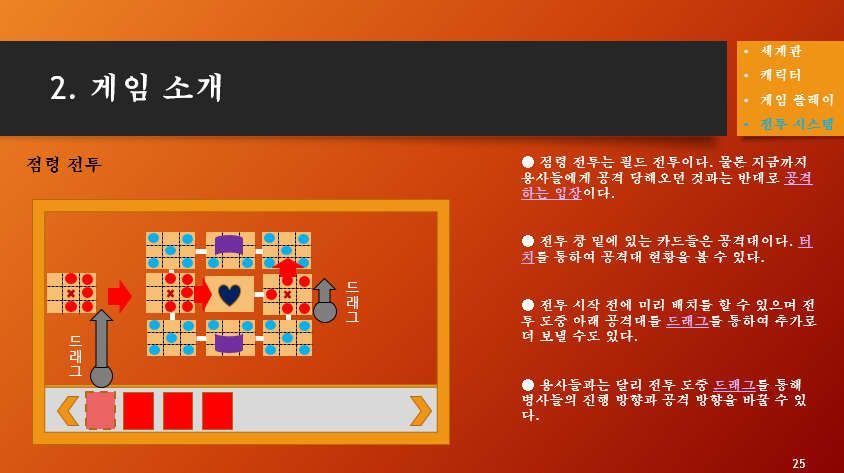 2. 게임 소개
• 세계관
• 캐릭터
• 게임 플레이
• 전투 시스템
점령 전투
드래그
드래그
● 점령 전투는 필드 전투이다. 물론 지금까지
용사들에게 공격 당해오던 것과는 반대로 공격
하는 입장이다.
● 전투 창 밑에 있는 카드들은 공격대이다. 터
치를 통하여 공격대 현황을 볼 수 있다.
● 전투 시작 전에 미리 배치를 할 수 있으며 전
투 도중 아래 공격대를 드래그를 통하여 추가로
더 보낼 수도 있다.
● 용사들과는 달리 전투 도중 드래그를 통해
병사들의 진행 방향과 공격 방향을 바꿀 수 있
다.
25